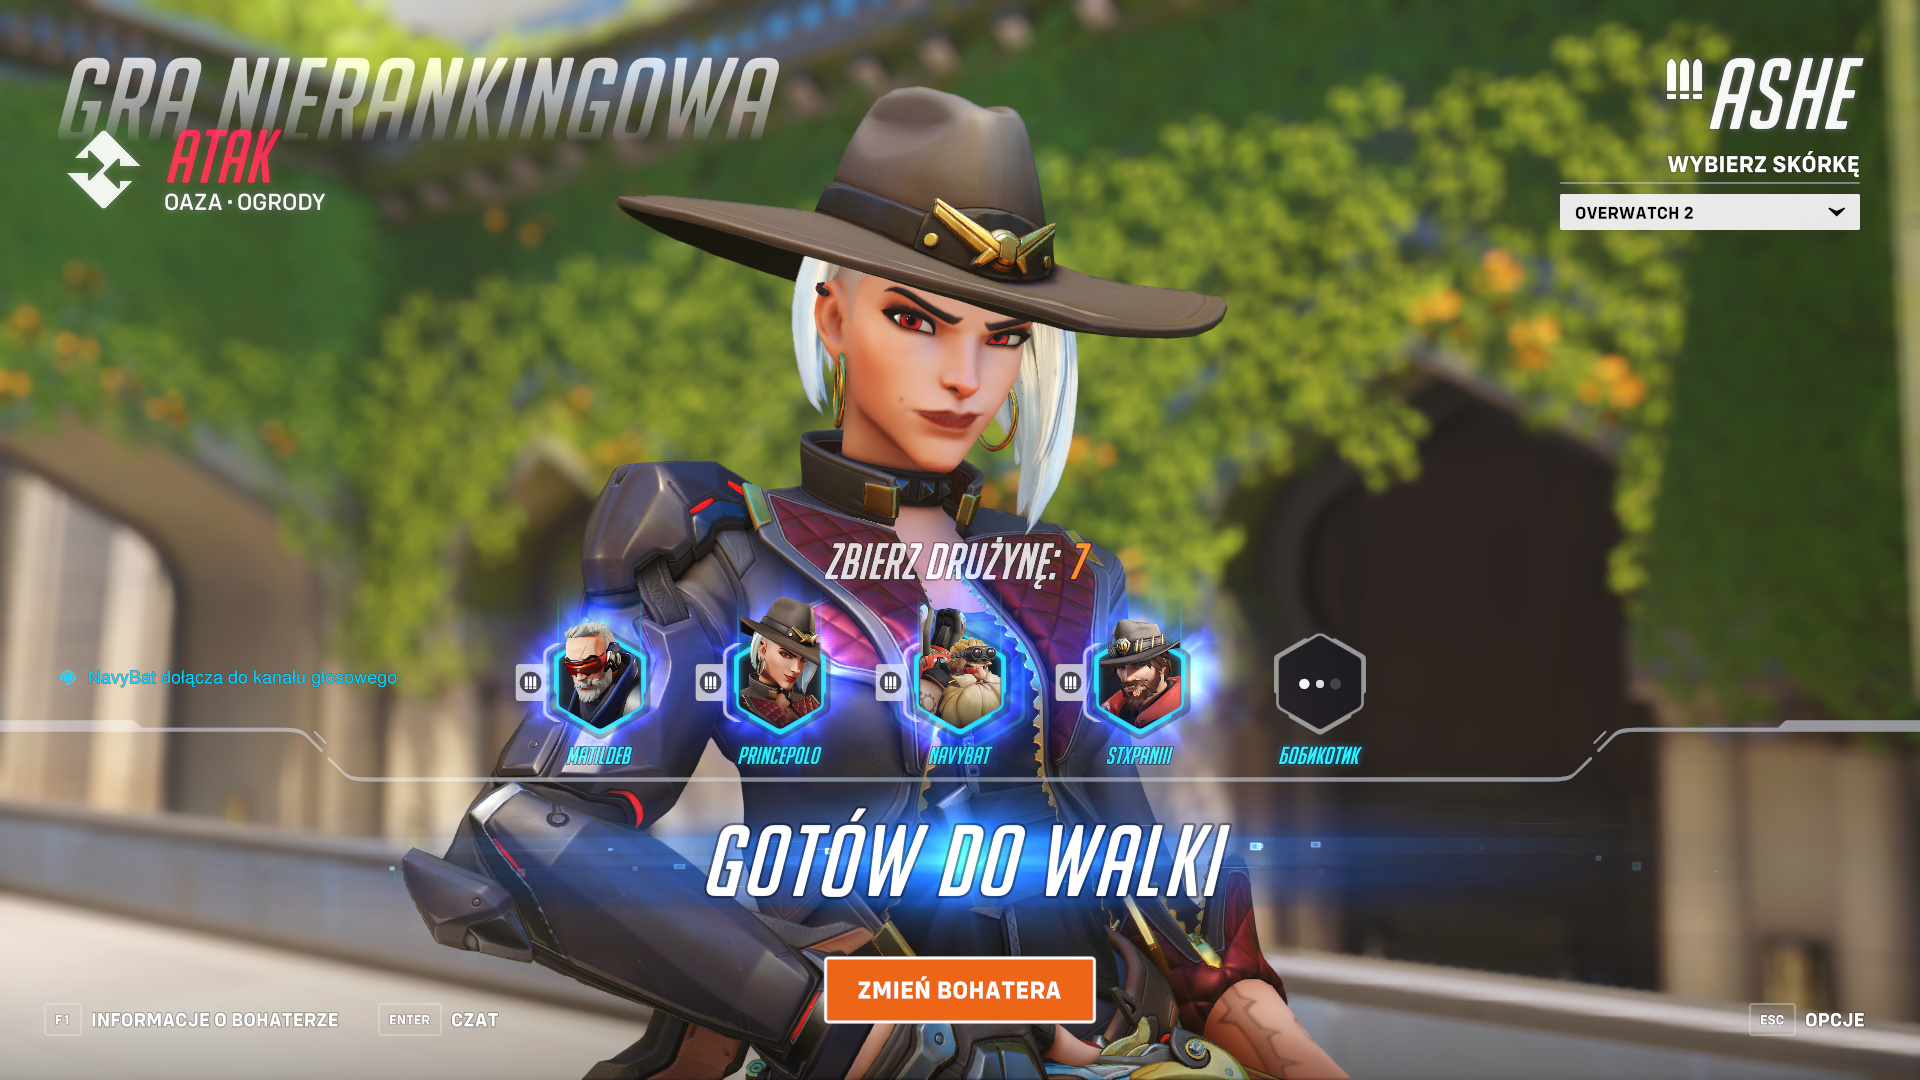 GRA NIERANKINGOWA
ATAK
OAZA · OGRODY
ASHE
WYBIERZ SKÓRKĘ
OVERWATCH 2
ZBIERZ DRUŻYNĘ: 7
NavyBat dołącza do kanału głosowego.
MATILDEB
PRINCEPOLO
NAVYBAT
STXPANIII
БОБИКОТИК
GOTÓW DO WALKI
ZMIEŃ BOHATERA
F1 INFORMACJE O BOHATERZE
ENTER CZAT
ESC OPCJE